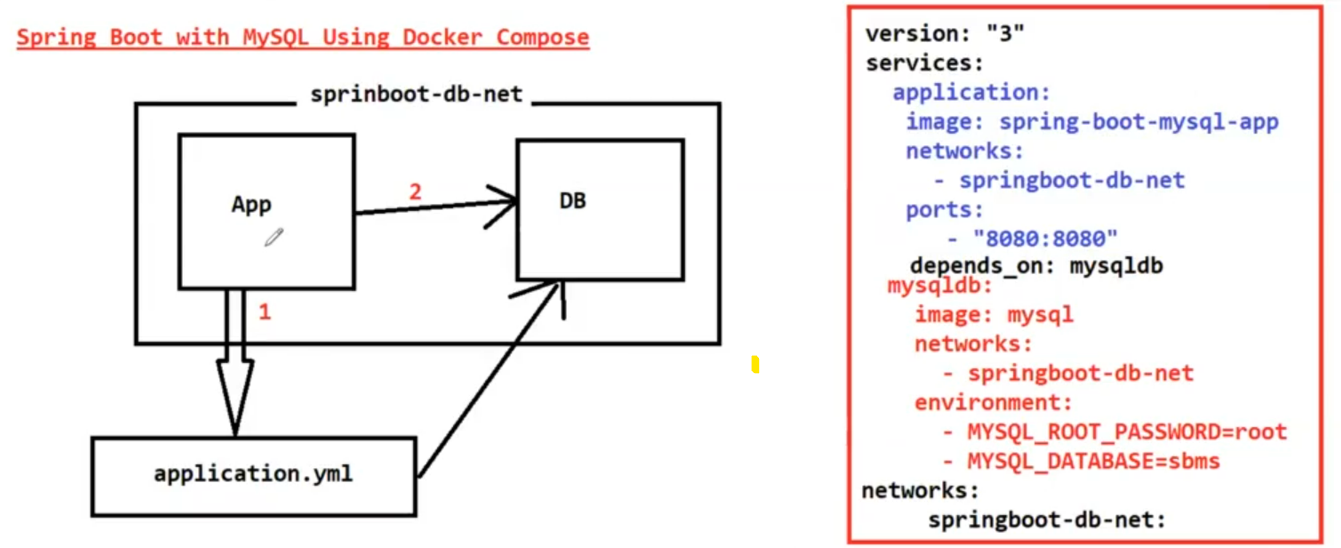 Spring Boot with MySQL Using Docker Compose
sprinboot-db-net
App
2
DB
1
application.yml
version: "3"
services:
application:
image: spring-boot-mysql-app
networks:
- springboot-db-net
ports:
- "8080:8080"
depends_on: mysqldb
mysqldb:
image: mysql
networks:
- springboot-db-net
environment:
- MYSQL_ROOT_PASSWORD=root
- MYSQL_DATABASE=sbms
networks:
springboot-db-net: